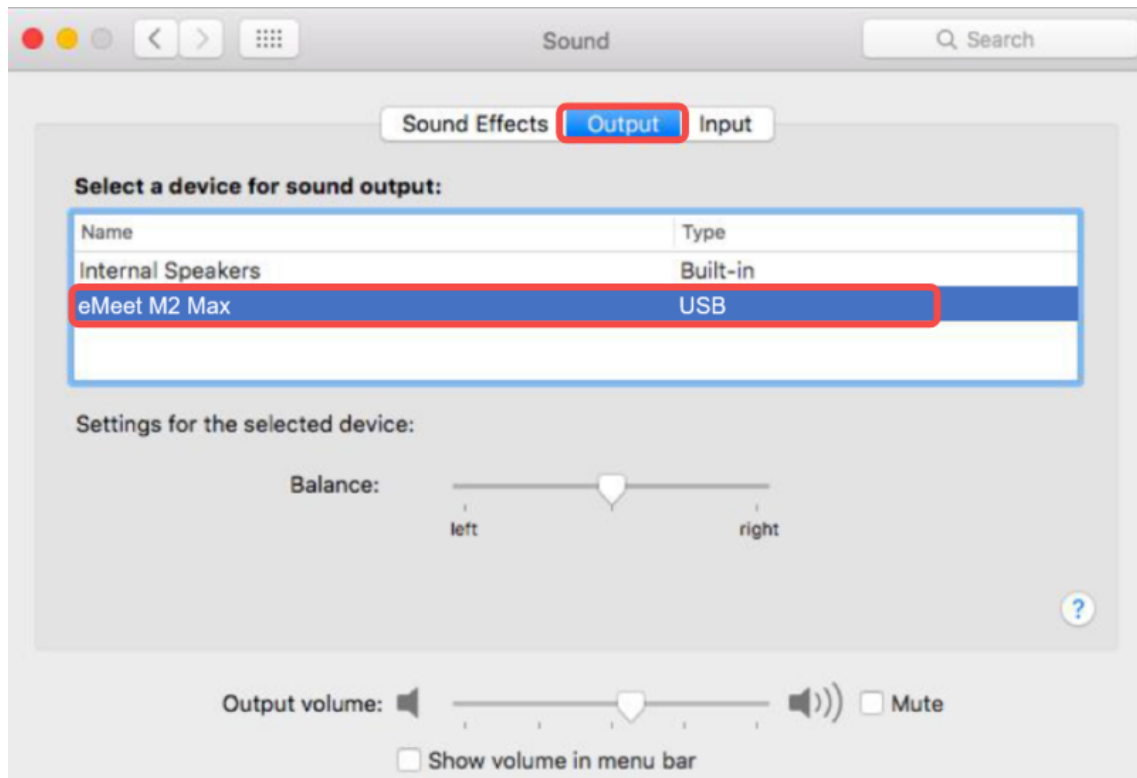 Sound
Search
Sound Effects Output Input
Select a device for sound output:
Name Type
Internal Speakers Built-in
eMeet M2 Max USB
Settings for the selected device:
Balance:
left right
?
Output volume: Mute
Show volume in menu bar